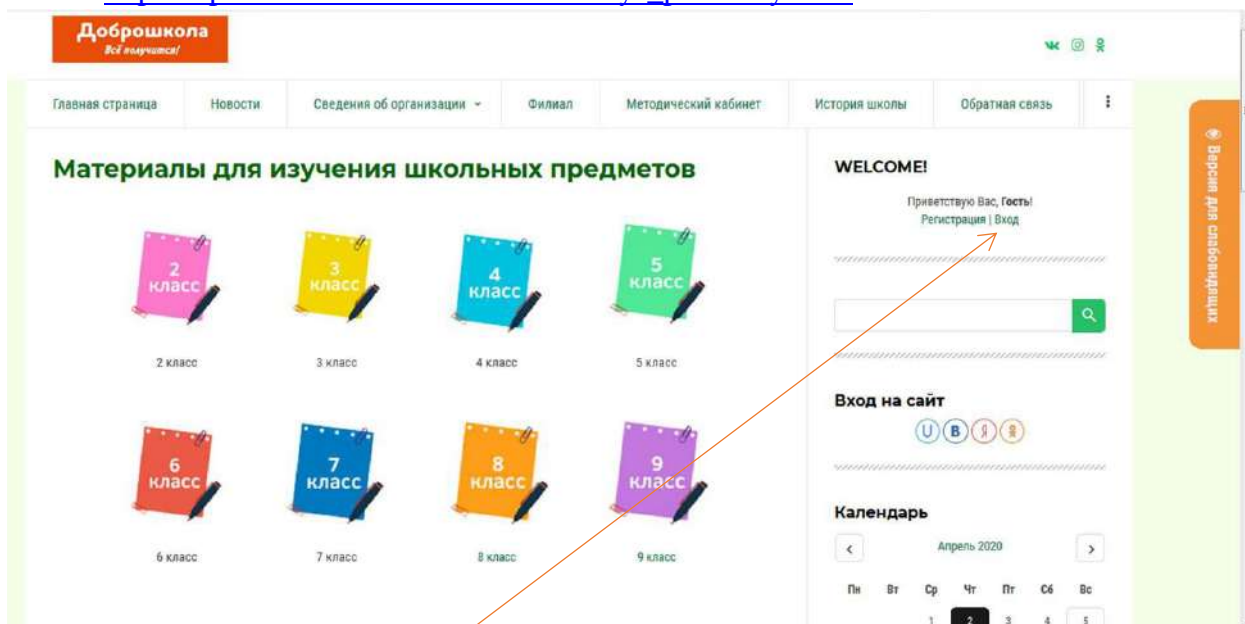 Доброшкола
Всё получится!
Главная страница
Новости
Сведения об организации
Филиал
Методический кабинет
История школы
Обратная связь
Версия для слабовидящих
Материалы для изучения школьных предметов
2
класс
3
класс
4
класс
5
класс
2 класс
3 класс
4 класс
5 класс
6
класс
7
класс
8
класс
9
класс
6 класс
7 класс
8 класс
9 класс
WELCOME!
Приветствую Вас, Гость!
Регистрация | Вход
Вход на сайт
U В Я
Календарь
Апрель 2020
Пн Вт Ср Чт Пт Сб Вс
1 2 3 4 5